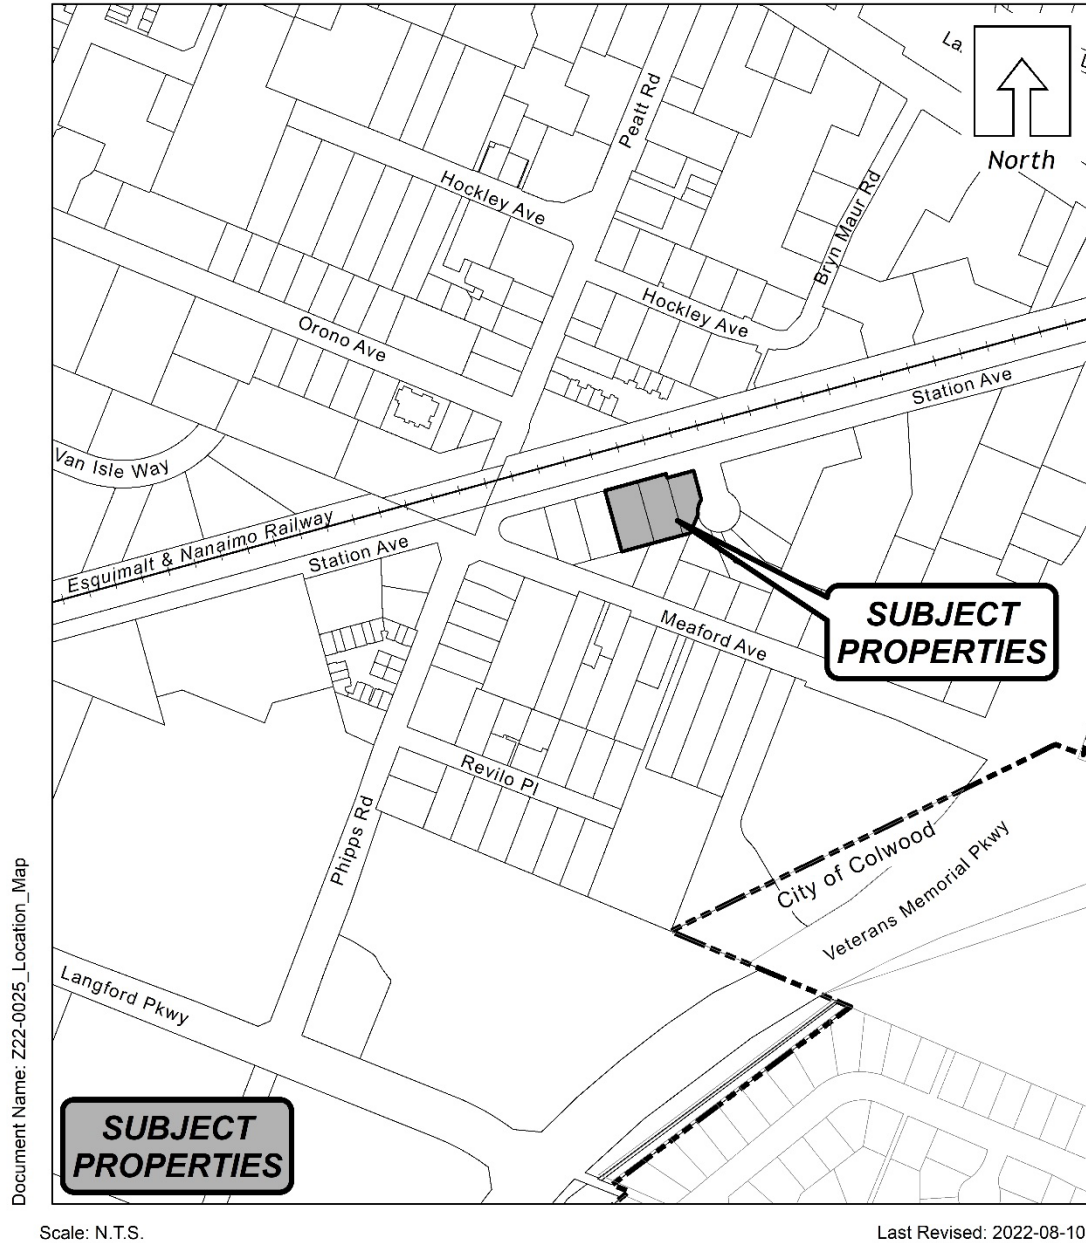 North
Peatt Rd
Hockley Ave
Bryn Maur Rd
Hockley Ave
Orono Ave
Station Ave
Van Isle Way
Esquimalt & Nanaimo Railway
Station Ave
SUBJECT
PROPERTIES
Meaford Ave
Revilo Pl
Phipps Rd
City of Colwood
Veterans Memorial Pkwy
Langford Pkwy
SUBJECT
PROPERTIES
Document Name: Z22-0025_Location_Map
Scale: N.T.S.
Last Revised: 2022-08-10